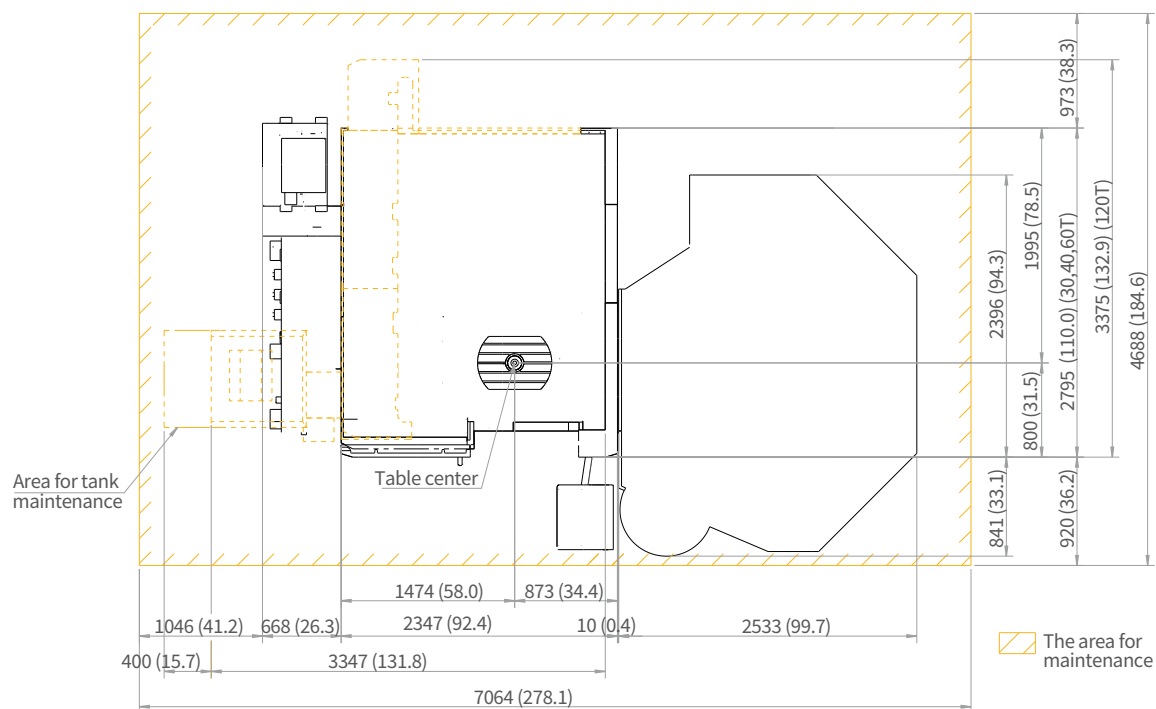 973 (38.3)
1995 (78.5)
2396 (94.3)
2795 (110.0) (30,40,60T)
3375 (132.9) (120T)
4688 (184.6)
800 (31.5)
841 (33.1)
920 (36.2)
Area for tank
maintenance
Table center
1474 (58.0)
873 (34.4)
1046 (41.2)
668 (26.3)
2347 (92.4)
10 (0.4)
2533 (99.7)
400 (15.7)
3347 (131.8)
7064 (278.1)
The area for
maintenance